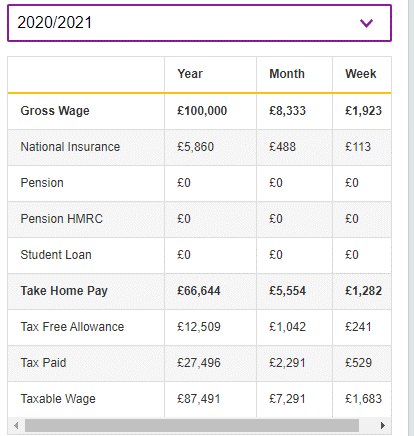 2020/2021
Year Month Week
Gross Wage £100,000 £8,333 £1,923
National Insurance £5,860 £488 £113
Pension £0 £0 £0
Pension HMRC £0 £0 £0
Student Loan £0 £0 £0
Take Home Pay £66,644 £5,554 £1,282
Tax Free Allowance £12,509 £1,042 £241
Tax Paid £27,496 £2,291 £529
Taxable Wage £87,491 £7,291 £1,683